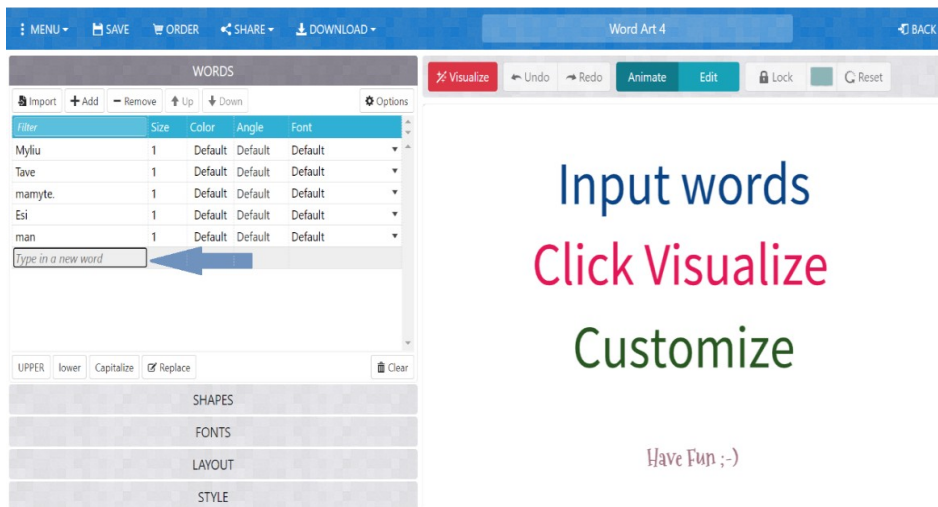 MENU SAVE ORDER SHARE DOWNLOAD Word Art 4 BACK
WORDS
Import Add Remove Up Down Options
Filter Size Color Angle Font
Myliu 1 Default Default Default
Tave 1 Default Default Default
mamyte. 1 Default Default Default
Esi 1 Default Default Default
man 1 Default Default Default
Type in a new word
UPPER lower Capitalize Replace Clear
SHAPES
FONTS
LAYOUT
STYLE
Visualize Undo Redo Animate Edit Lock Reset
Input words
Click Visualize
Customize
Have Fun ;-)